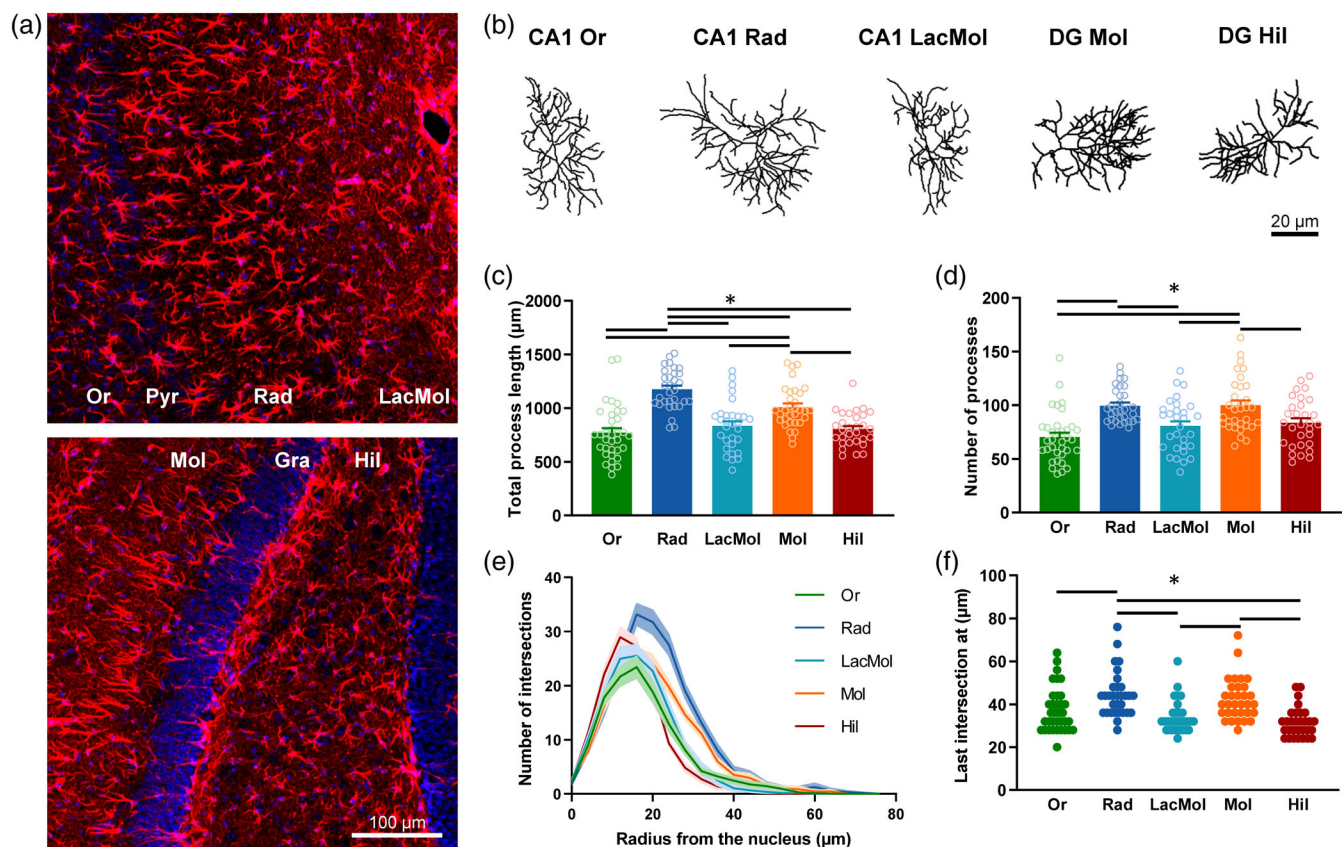 (a)
Or Pyr Rad LacMol
Mol Gra Hil
100 µm
(b)
CA1 Or CA1 Rad CA1 LacMol DG Mol DG Hil
20 µm
(c)
*
Total process length (µm)
2000
1500
1000
500
0
Or Rad LacMol Mol Hil
(d)
*
Number of processes
200
150
100
50
0
Or Rad LacMol Mol Hil
(e)
Number of intersections
40
30
20
10
0
Or
Rad
LacMol
Mol
Hil
0 20 40 60 80
Radius from the nucleus (µm)
(f)
*
Last intersection at (µm)
100
80
60
40
20
0
Or Rad LacMol Mol Hil